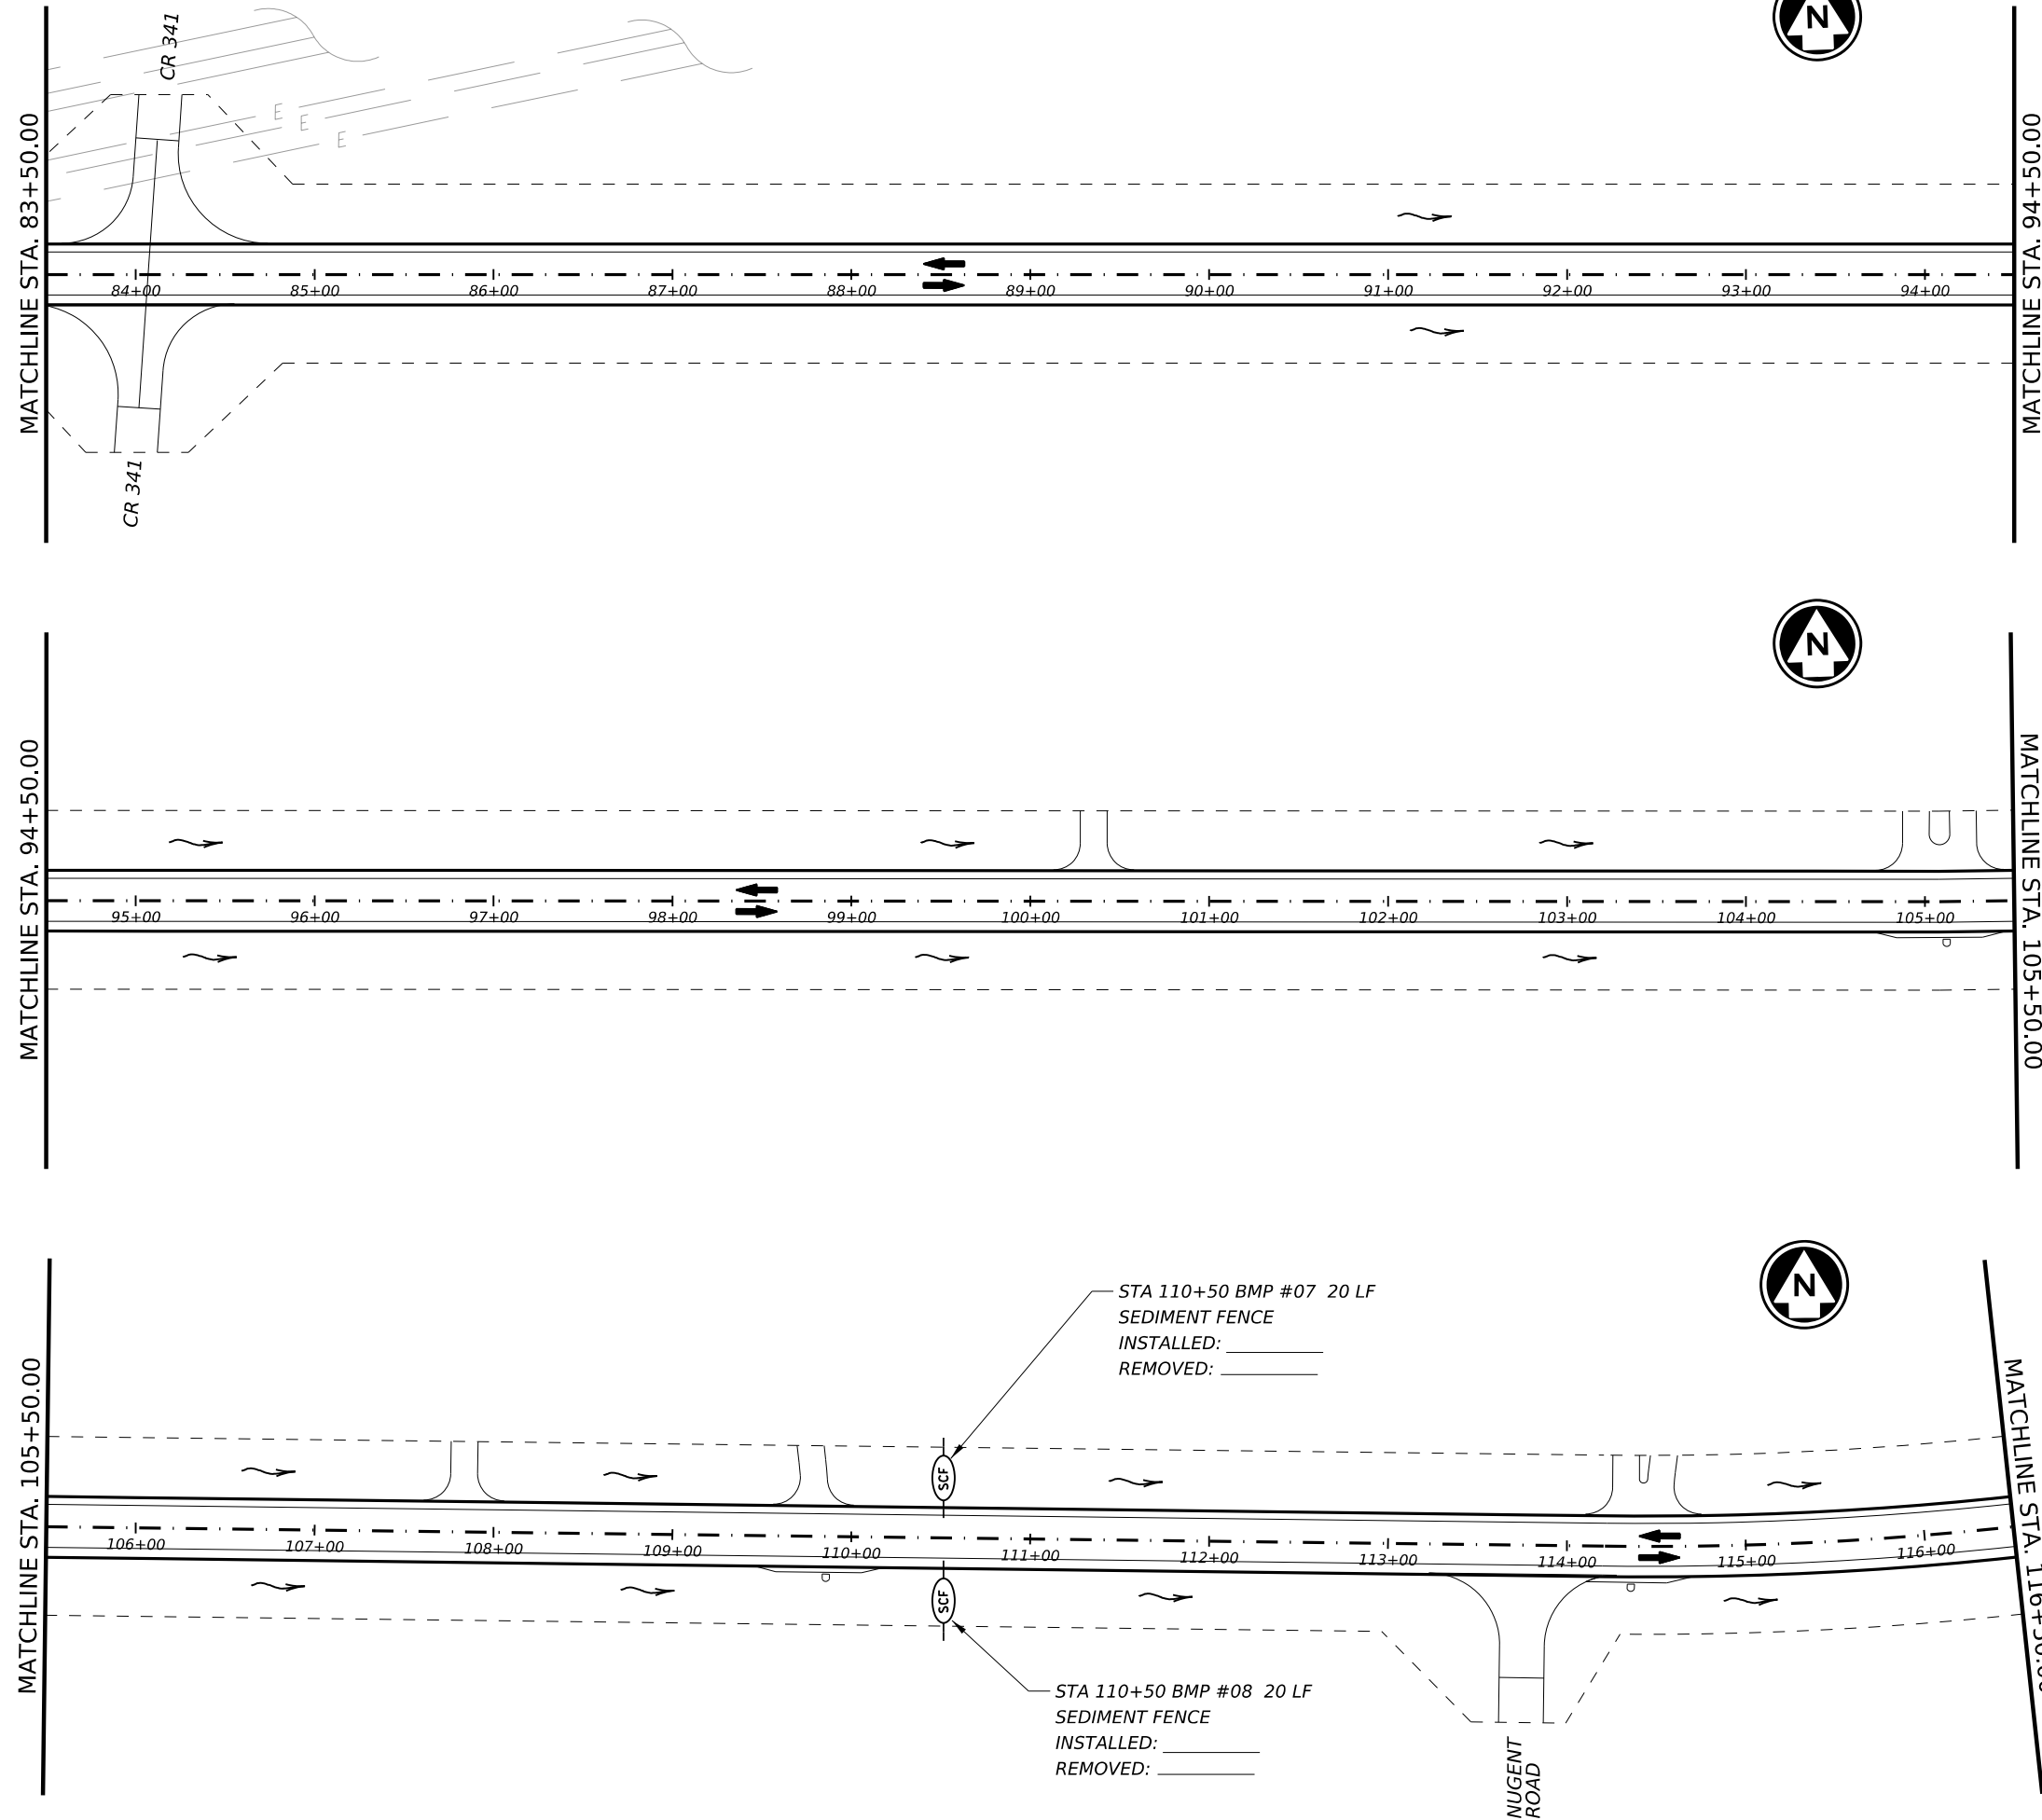 CR 341
N
MATCHLINE STA. 83+50.00
E
E
E
MATCHLINE STA. 94+50.00
84+00 85+00 86+00 87+00 88+00 89+00 90+00 91+00 92+00 93+00 94+00
CR 341
N
MATCHLINE STA. 94+50.00
MATCHLINE STA. 105+50.00
95+00 96+00 97+00 98+00 99+00 100+00 101+00 102+00 103+00 104+00 105+00
N
STA 110+50 BMP #07 20 LF
SEDIMENT FENCE
INSTALLED:
REMOVED:
MATCHLINE STA. 105+50.00
SCF
106+00 107+00 108+00 109+00 110+00 111+00 112+00 113+00 114+00 115+00 116+00
SCF
MATCHLINE STA. 116+50.00
STA 110+50 BMP #08 20 LF
SEDIMENT FENCE
INSTALLED:
REMOVED:
NUGENT
ROAD